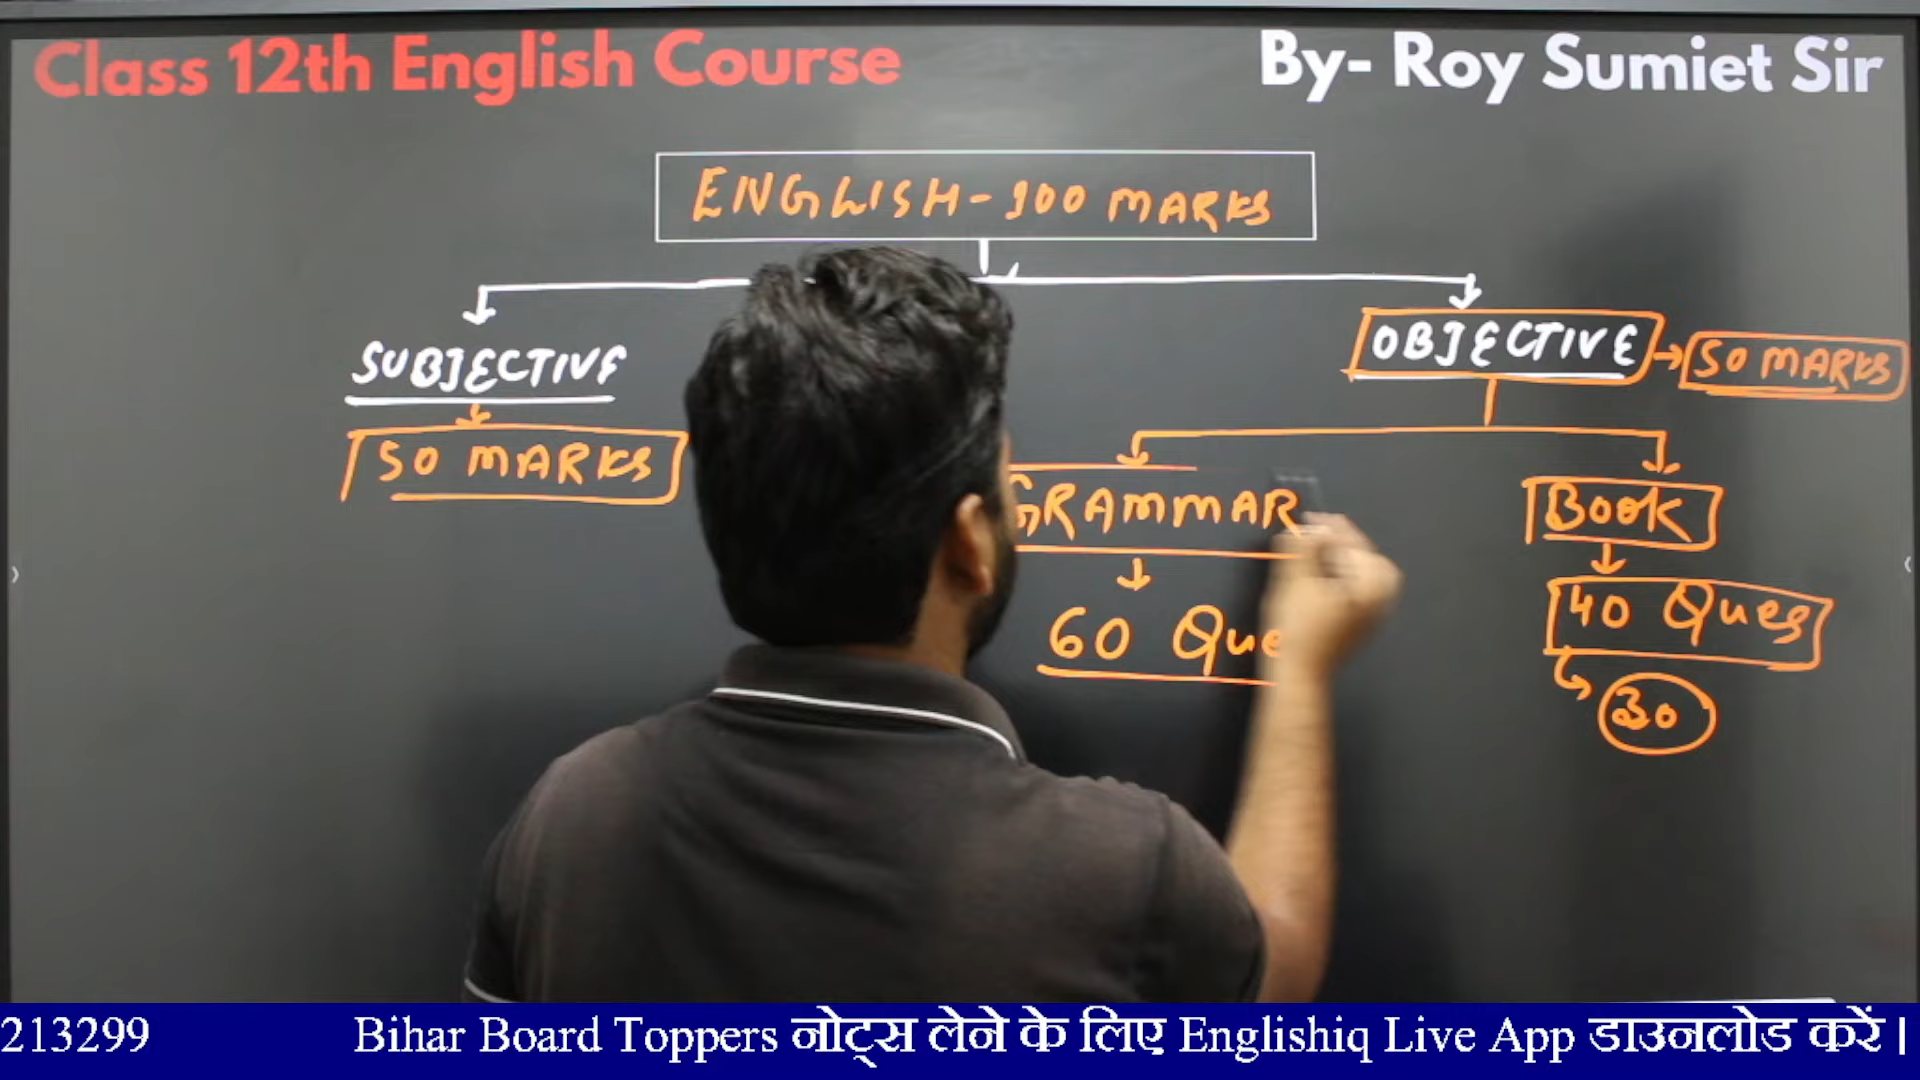 Class 12th English Course
By- Roy Sumiet Sir
ENGLISH - 100 MARKS
SUBJECTIVE
50 MARKS
OBJECTIVE
50 MARKS
GRAMMAR
60 Que
Book
40 Ques
30
213299
Bihar Board Toppers नोट्स लेने के लिए Englishiq Live App डाउनलोड करें।